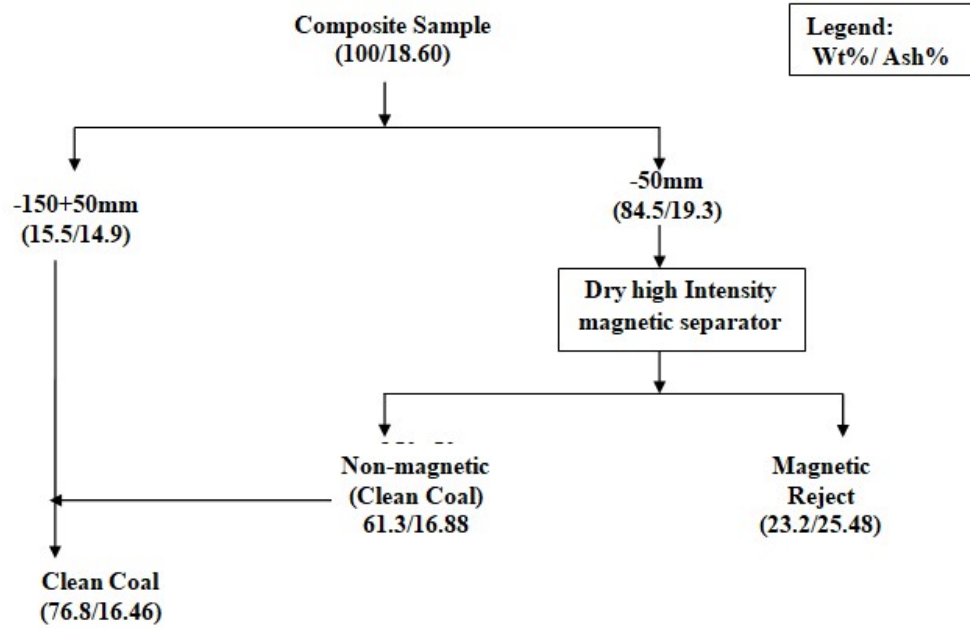 Composite Sample
(100/18.60)
Legend:
Wt%/ Ash%
-150+50mm
(15.5/14.9)
-50mm
(84.5/19.3)
Dry high Intensity
magnetic separator
Non-magnetic
(Clean Coal)
61.3/16.88
Magnetic
Reject
(23.2/25.48)
Clean Coal
(76.8/16.46)